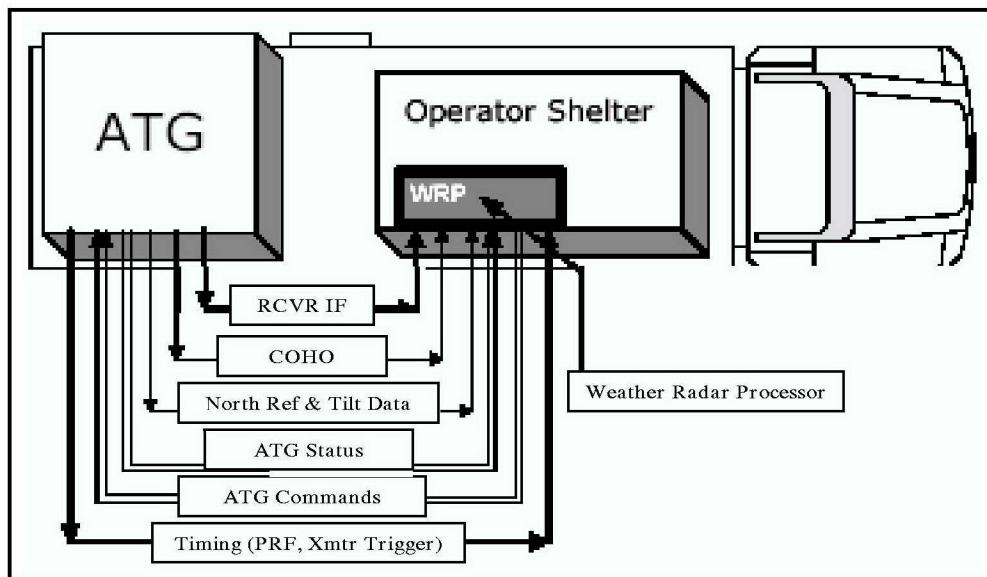 ATG
Operator Shelter
WRP
RCVR IF
COHO
North Ref & Tilt Data
Weather Radar Processor
ATG Status
ATG Commands
Timing (PRF, Xmtr Trigger)